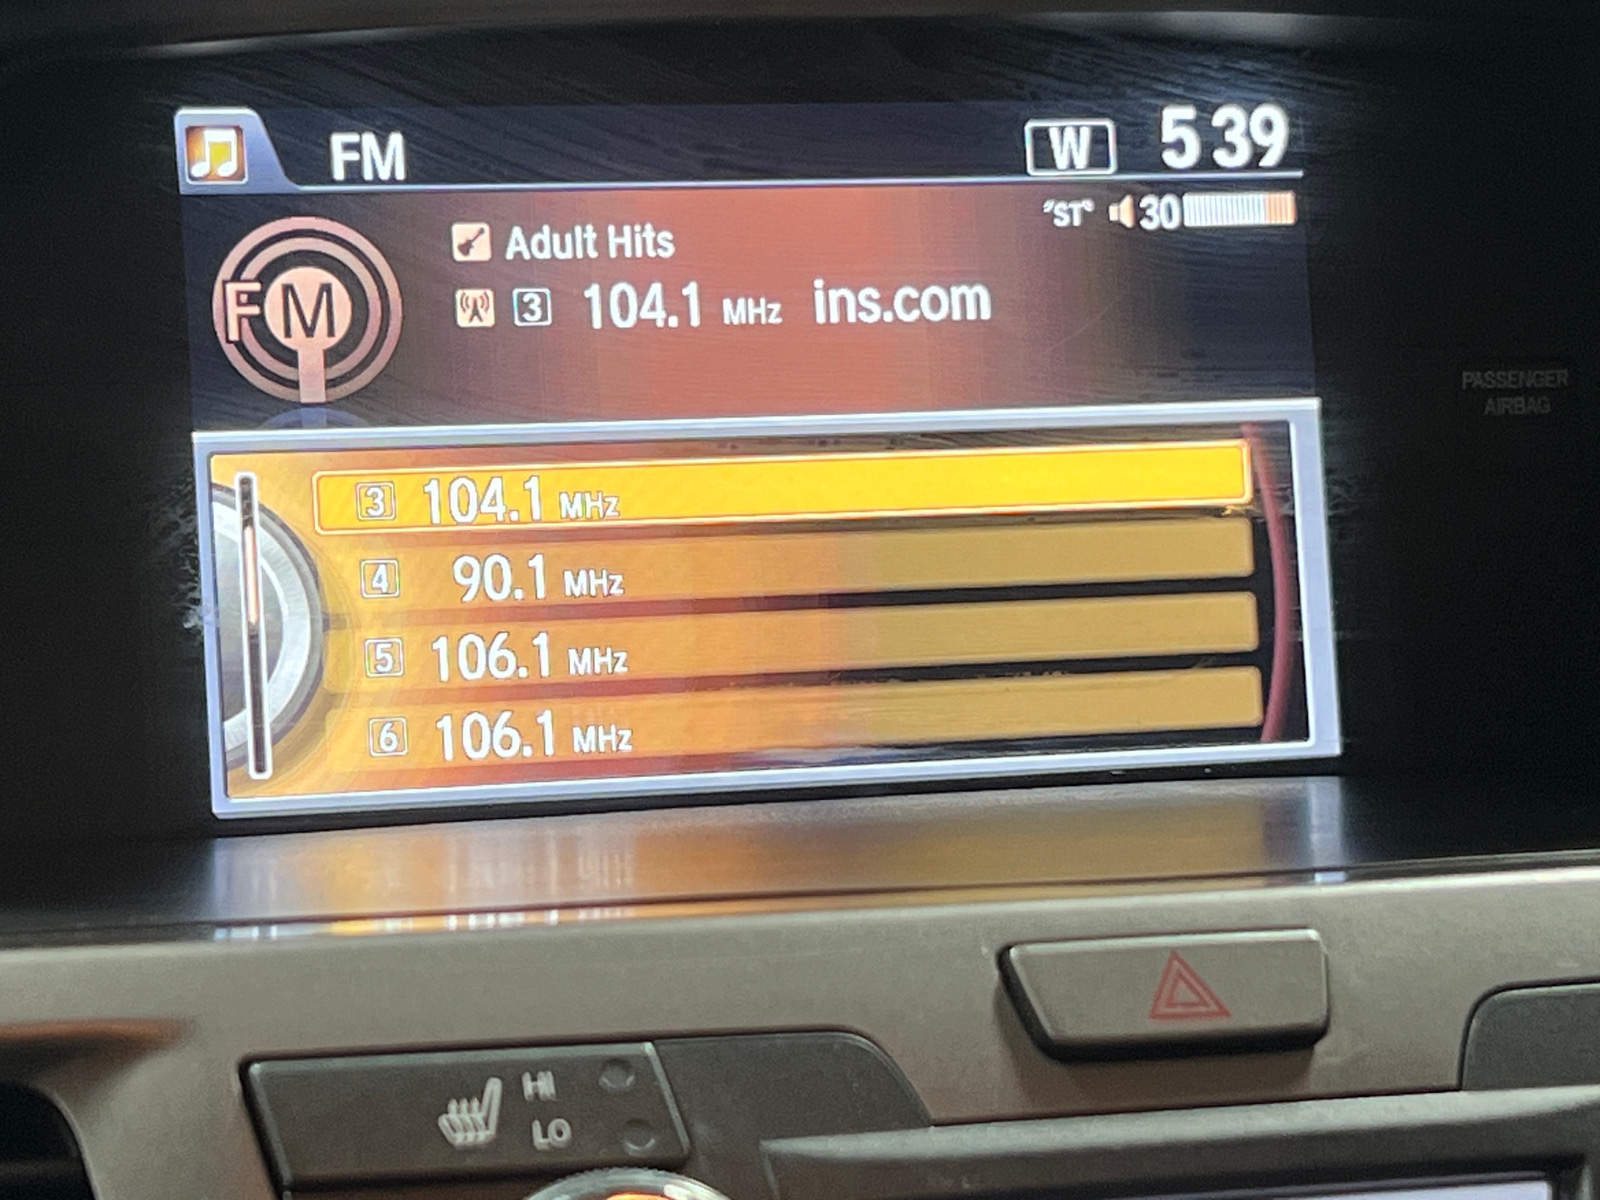 FM W 5 39
"ST" 30
Adult Hits
FM
3 104.1 MHz ins.com
3 104.1 MHz
4 90.1 MHz
5 106.1 MHz
6 106.1 MHz
PASSENGER
AIRBAG
HI
LO